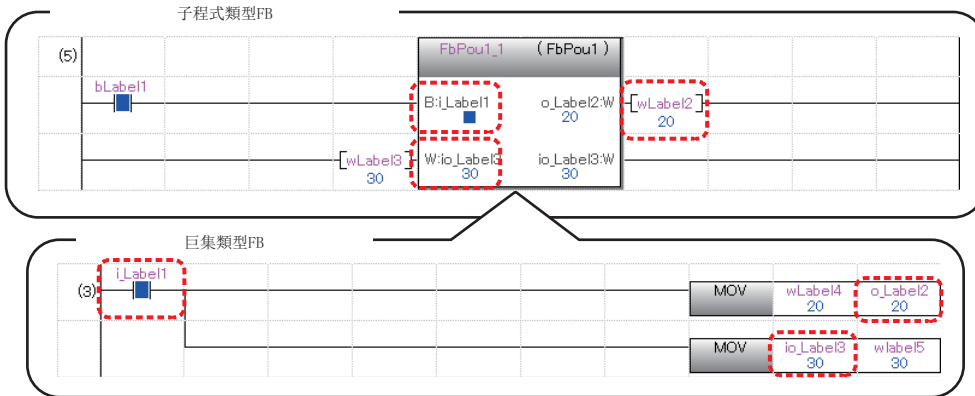 子程式類型FB
(5)
FbPou1_1 (FbPou1)
bLabel1
B:i_Label1 o_Label2:W wLabel2
20 20
wLabel3 W:io_Label3 io_Label3:W
30 30 30
巨集類型FB
(3)
i_Label1
MOV wLabel4 o_Label2
20 20
MOV io_Label3 wlabel5
30 30